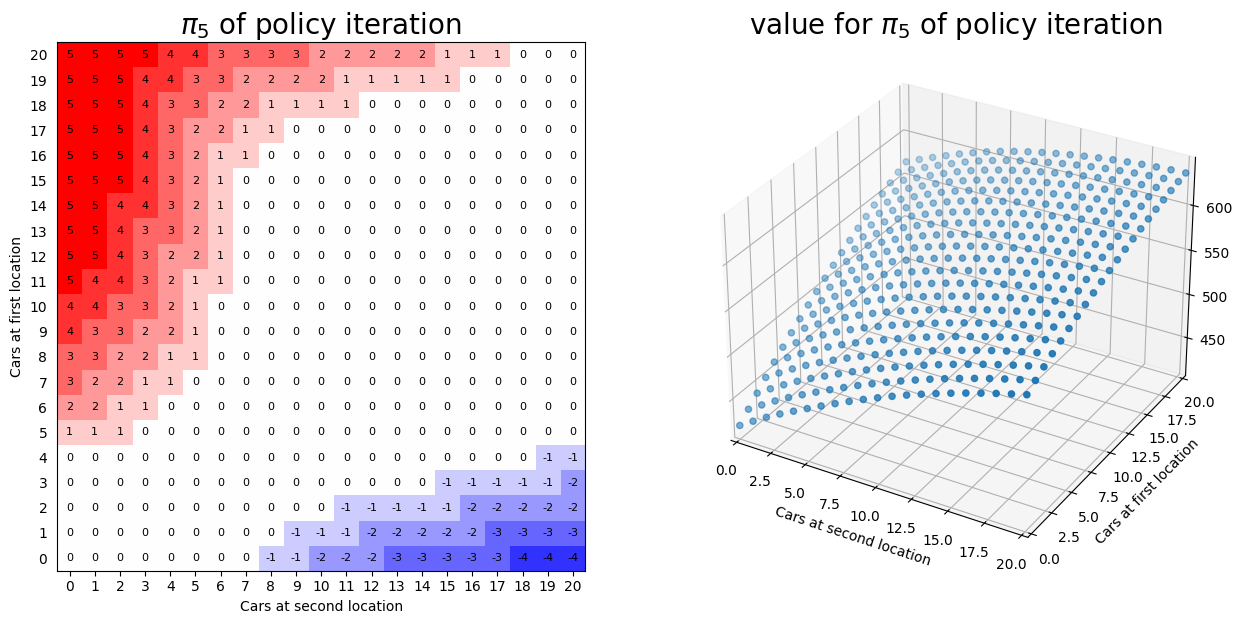 π5 of policy iteration
20 5 5 5 5 4 4 3 3 3 3 2 2 2 2 2 1 1 1 0 0 0
19 5 5 5 4 4 3 3 2 2 2 2 1 1 1 1 1 0 0 0 0 0
18 5 5 5 4 3 3 2 2 1 1 1 1 0 0 0 0 0 0 0 0 0
17 5 5 5 4 3 2 2 1 1 0 0 0 0 0 0 0 0 0 0 0 0
16 5 5 5 4 3 2 1 1 0 0 0 0 0 0 0 0 0 0 0 0 0
15 5 5 5 4 3 2 1 0 0 0 0 0 0 0 0 0 0 0 0 0 0
14 5 5 4 4 3 2 1 0 0 0 0 0 0 0 0 0 0 0 0 0 0
13 5 5 4 3 3 2 1 0 0 0 0 0 0 0 0 0 0 0 0 0 0
12 5 5 4 3 2 2 1 0 0 0 0 0 0 0 0 0 0 0 0 0 0
11 5 4 4 3 2 1 1 0 0 0 0 0 0 0 0 0 0 0 0 0 0
10 4 4 3 3 2 1 0 0 0 0 0 0 0 0 0 0 0 0 0 0 0
9 4 3 3 2 2 1 0 0 0 0 0 0 0 0 0 0 0 0 0 0 0
8 3 3 2 2 1 1 0 0 0 0 0 0 0 0 0 0 0 0 0 0 0
7 3 2 2 1 1 0 0 0 0 0 0 0 0 0 0 0 0 0 0 0 0
6 2 2 1 1 0 0 0 0 0 0 0 0 0 0 0 0 0 0 0 0 0
5 1 1 1 0 0 0 0 0 0 0 0 0 0 0 0 0 0 0 0 0 0
4 0 0 0 0 0 0 0 0 0 0 0 0 0 0 0 0 0 0 0 -1 -1
3 0 0 0 0 0 0 0 0 0 0 0 0 0 0 0 -1 -1 -1 -1 -1 -2
2 0 0 0 0 0 0 0 0 0 0 0 -1 -1 -1 -1 -1 -2 -2 -2 -2 -2
1 0 0 0 0 0 0 0 0 0 -1 -1 -1 -2 -2 -2 -2 -2 -3 -3 -3 -3
0 0 0 0 0 0 0 0 0 -1 -1 -2 -2 -2 -3 -3 -3 -3 -3 -4 -4 -4
0 1 2 3 4 5 6 7 8 9 10 11 12 13 14 15 16 17 18 19 20
Cars at second location
Cars at first location
value for π5 of policy iteration
600
550
500
450
0.0 2.5 5.0 7.5 10.0 12.5 15.0 17.5 20.0
Cars at second location
0.0 2.5 5.0 7.5 10.0 12.5 15.0 17.5 20.0
Cars at first location